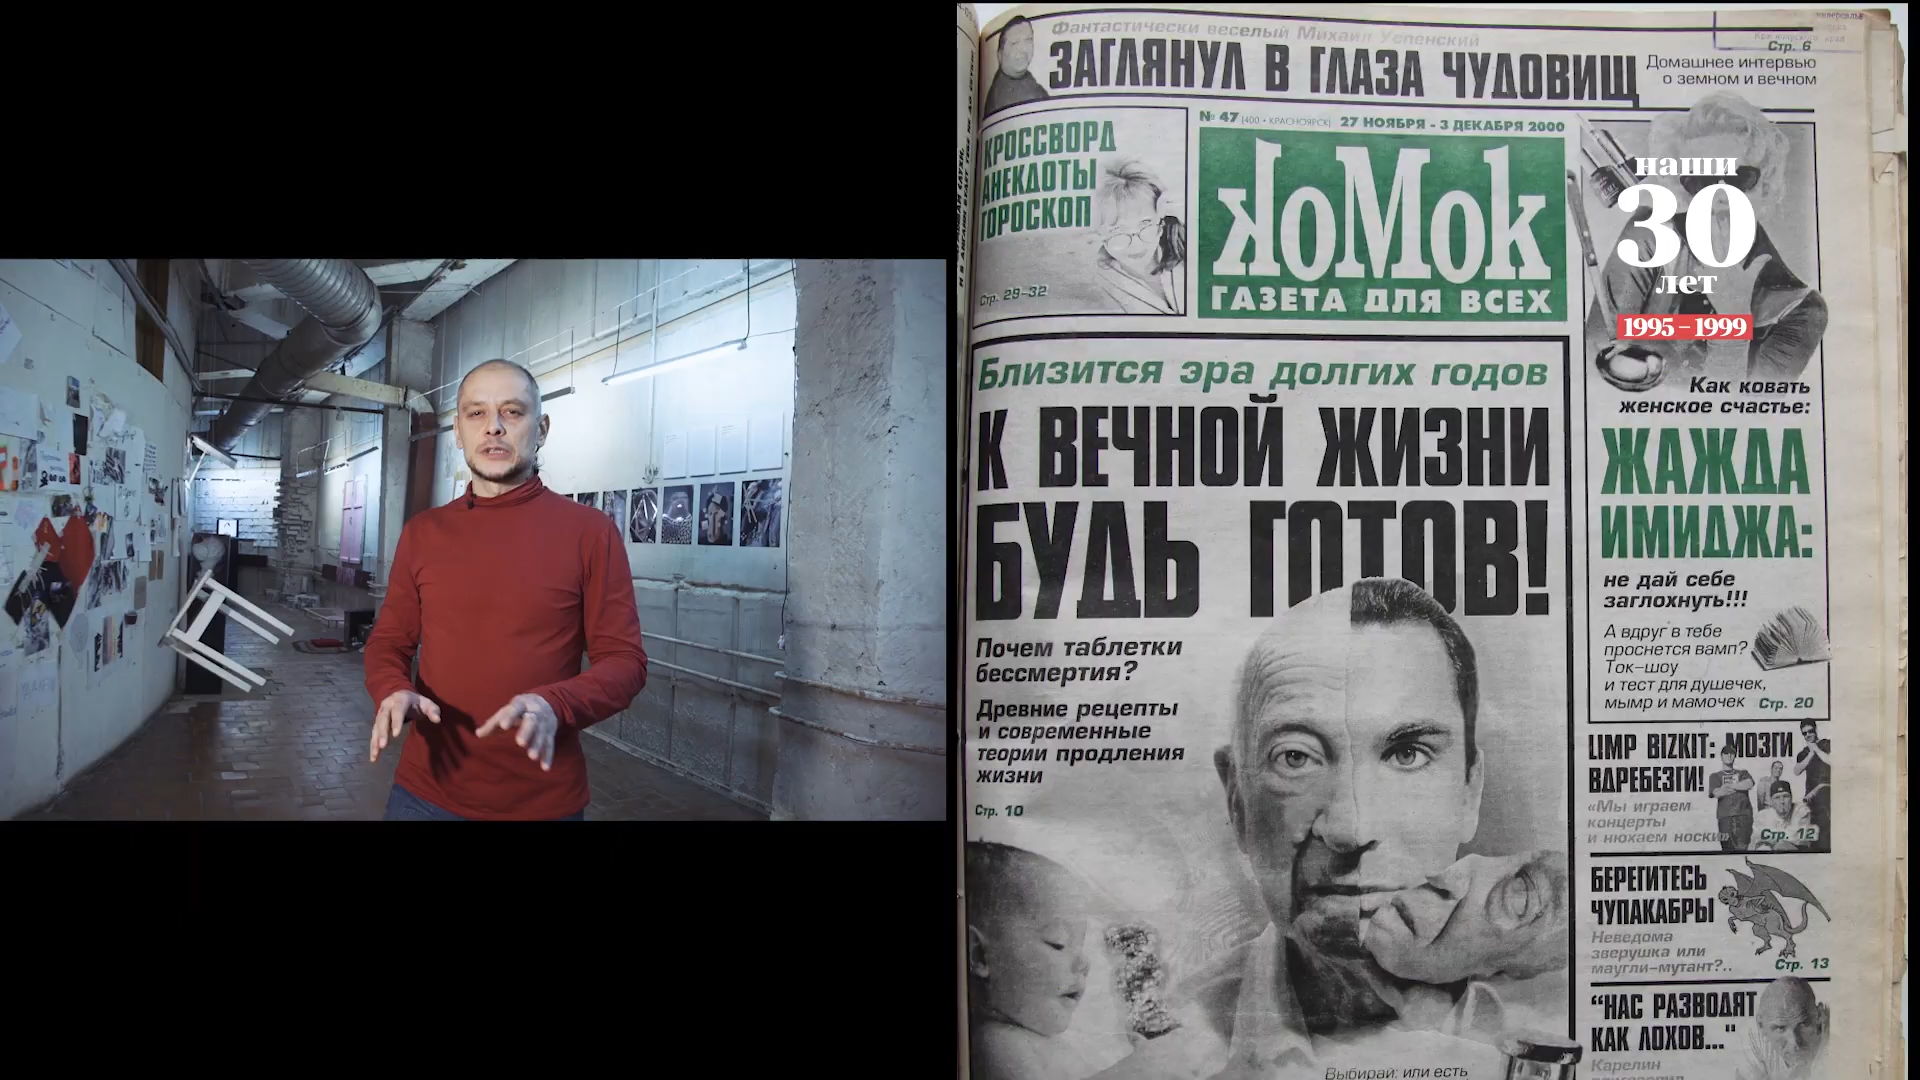 Фантастически веселый Михаил Успенский
ЗАГЛЯНУЛ В ГЛАЗА ЧУДОВИЩ
Стр. 6
Домашнее интервью
о земном и вечном
КРОССВОРД
АНЕКДОТЫ
ГОРОСКОП
Стр. 29-32
№ 47 (400 • КРАСНОЯРСК) 27 НОЯБРЯ - 3 ДЕКАБРЯ 2000
КоМоК
ГАЗЕТА ДЛЯ ВСЕХ
наши
30
лет
1995 – 1999
Близится эра долгих годов
К ВЕЧНОЙ ЖИЗНИ
БУДЬ ГОТОВ!
Почем таблетки
бессмертия?
Древние рецепты
и современные
теории продления
жизни
Стр. 10
Выбирай: или есть
Как ковать
женское счастье:
ЖАЖДА
ИМИДЖА:
не дай себе
заглохнуть!!!
А вдруг в тебе
проснется вамп?
Ток-шоу
и тест для душечек,
мымр и мамочек Стр. 20
LIMP BIZKIT: МОЗГИ
ВДРЕБЕЗГИ!
«Мы играем
концерты
и нюхаем носки»
Стр. 12
БЕРЕГИТЕСЬ
ЧУПАКАБРЫ
Неведома
зверушка или
маугли-мутант?..
Стр. 13
“НАС РАЗВОДЯТ
КАК ЛОХОВ..."
Карелин